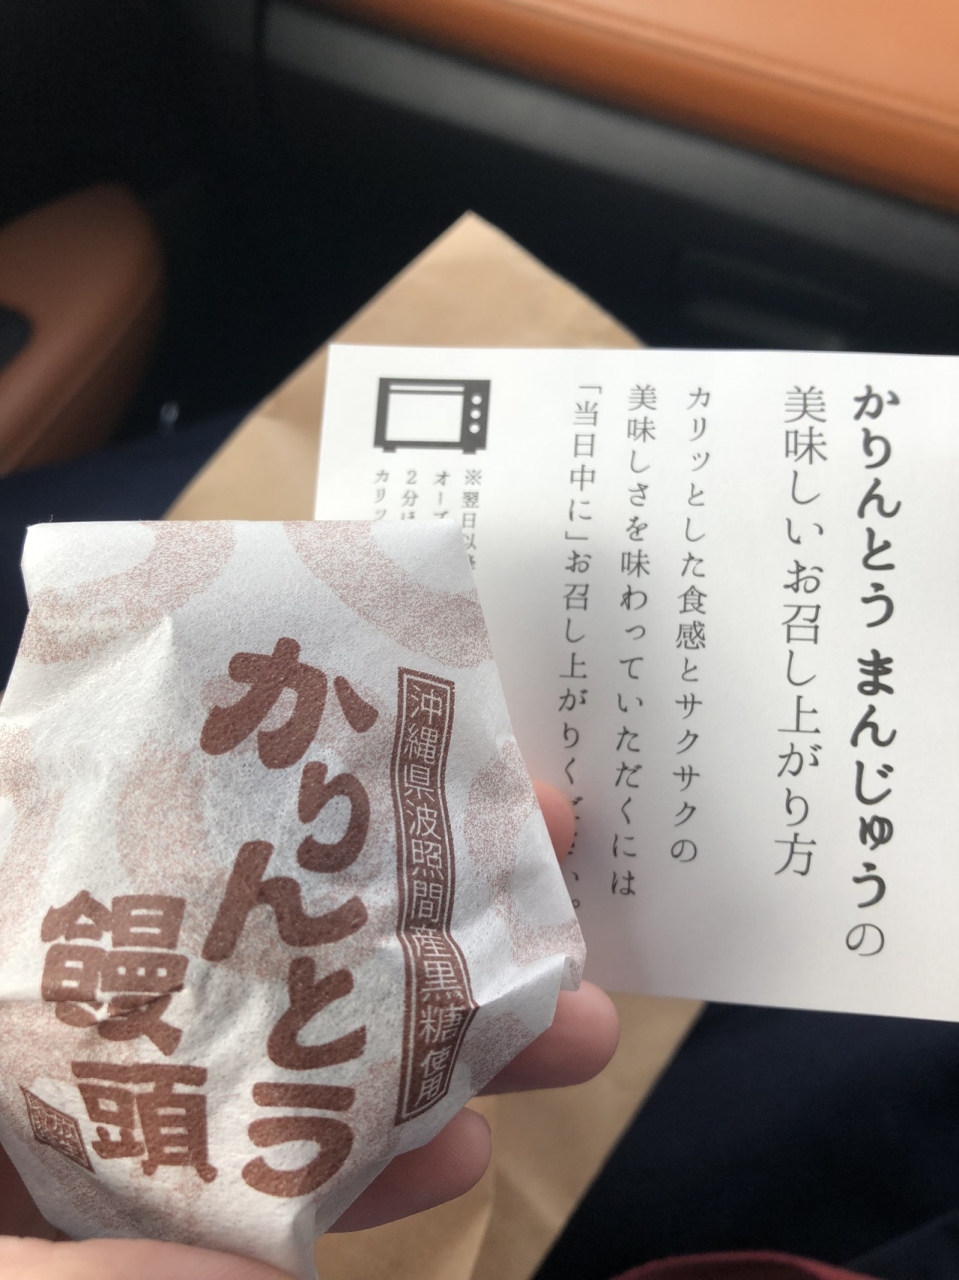 かりんとう まんじゅうの
美味しいお召し上がり方
カリッとした食感とサクサクの
美味しさを味わっていただくには
「当日中に」お召し上がりく
※翌日以降
オーブ
2分ほ
カリッ
沖縄県波照間産黒糖使用
かりんとう
饅頭